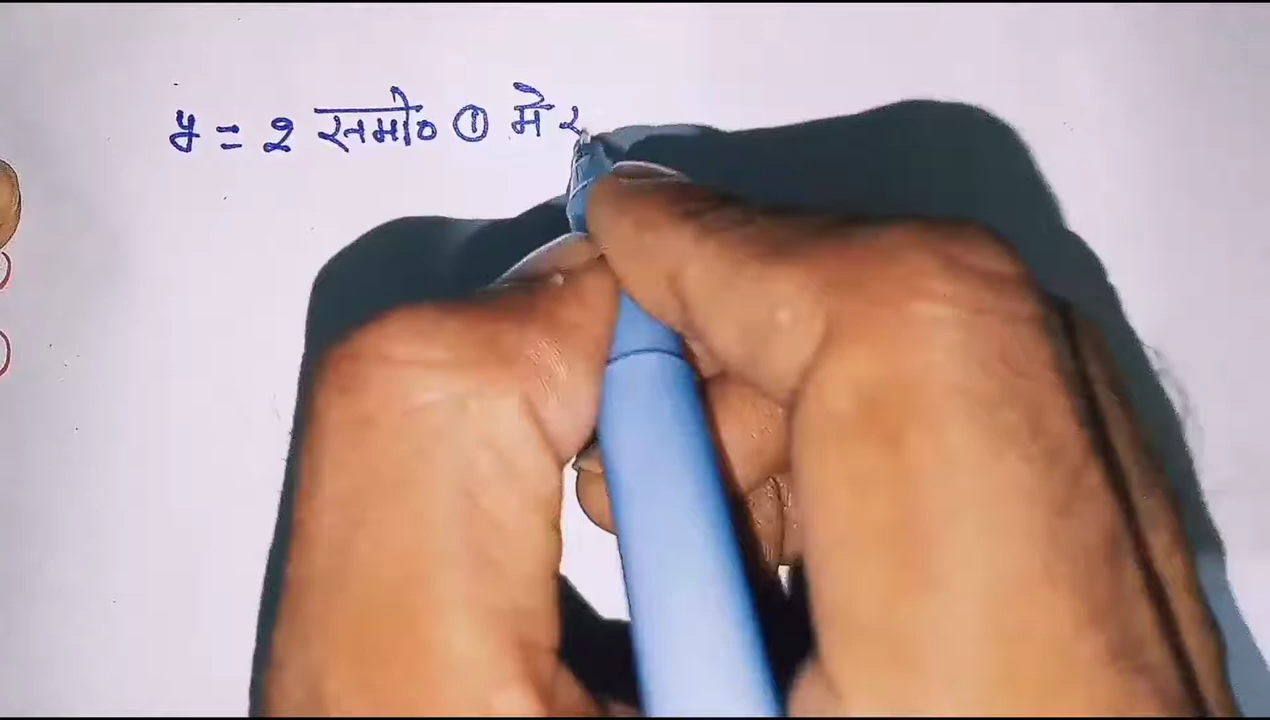 y = 2 समी० ① मे